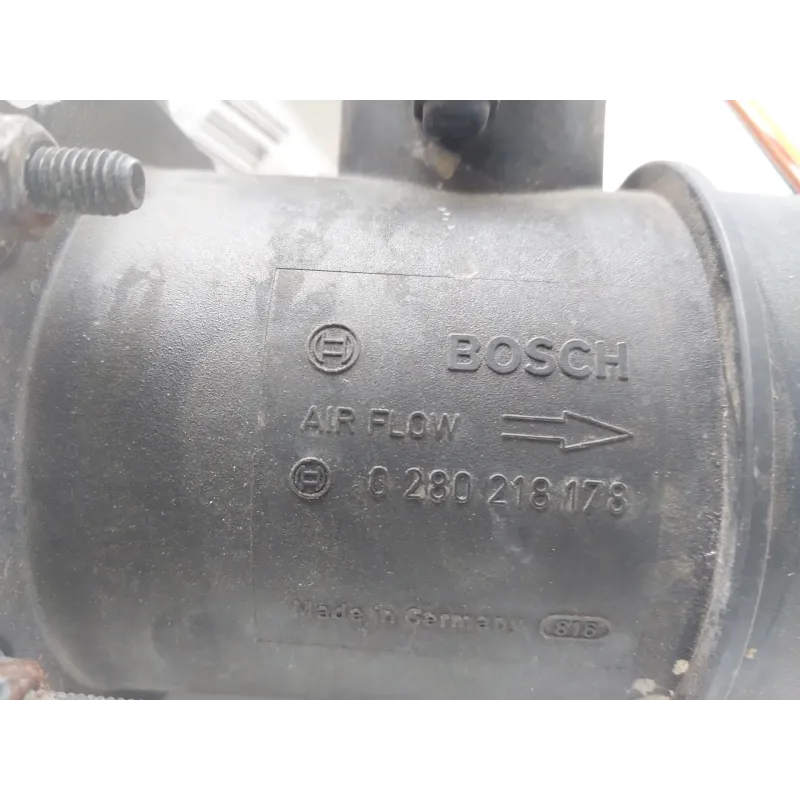 BOSCH
AIR FLOW
0 280 218 178
Made in Germany 816